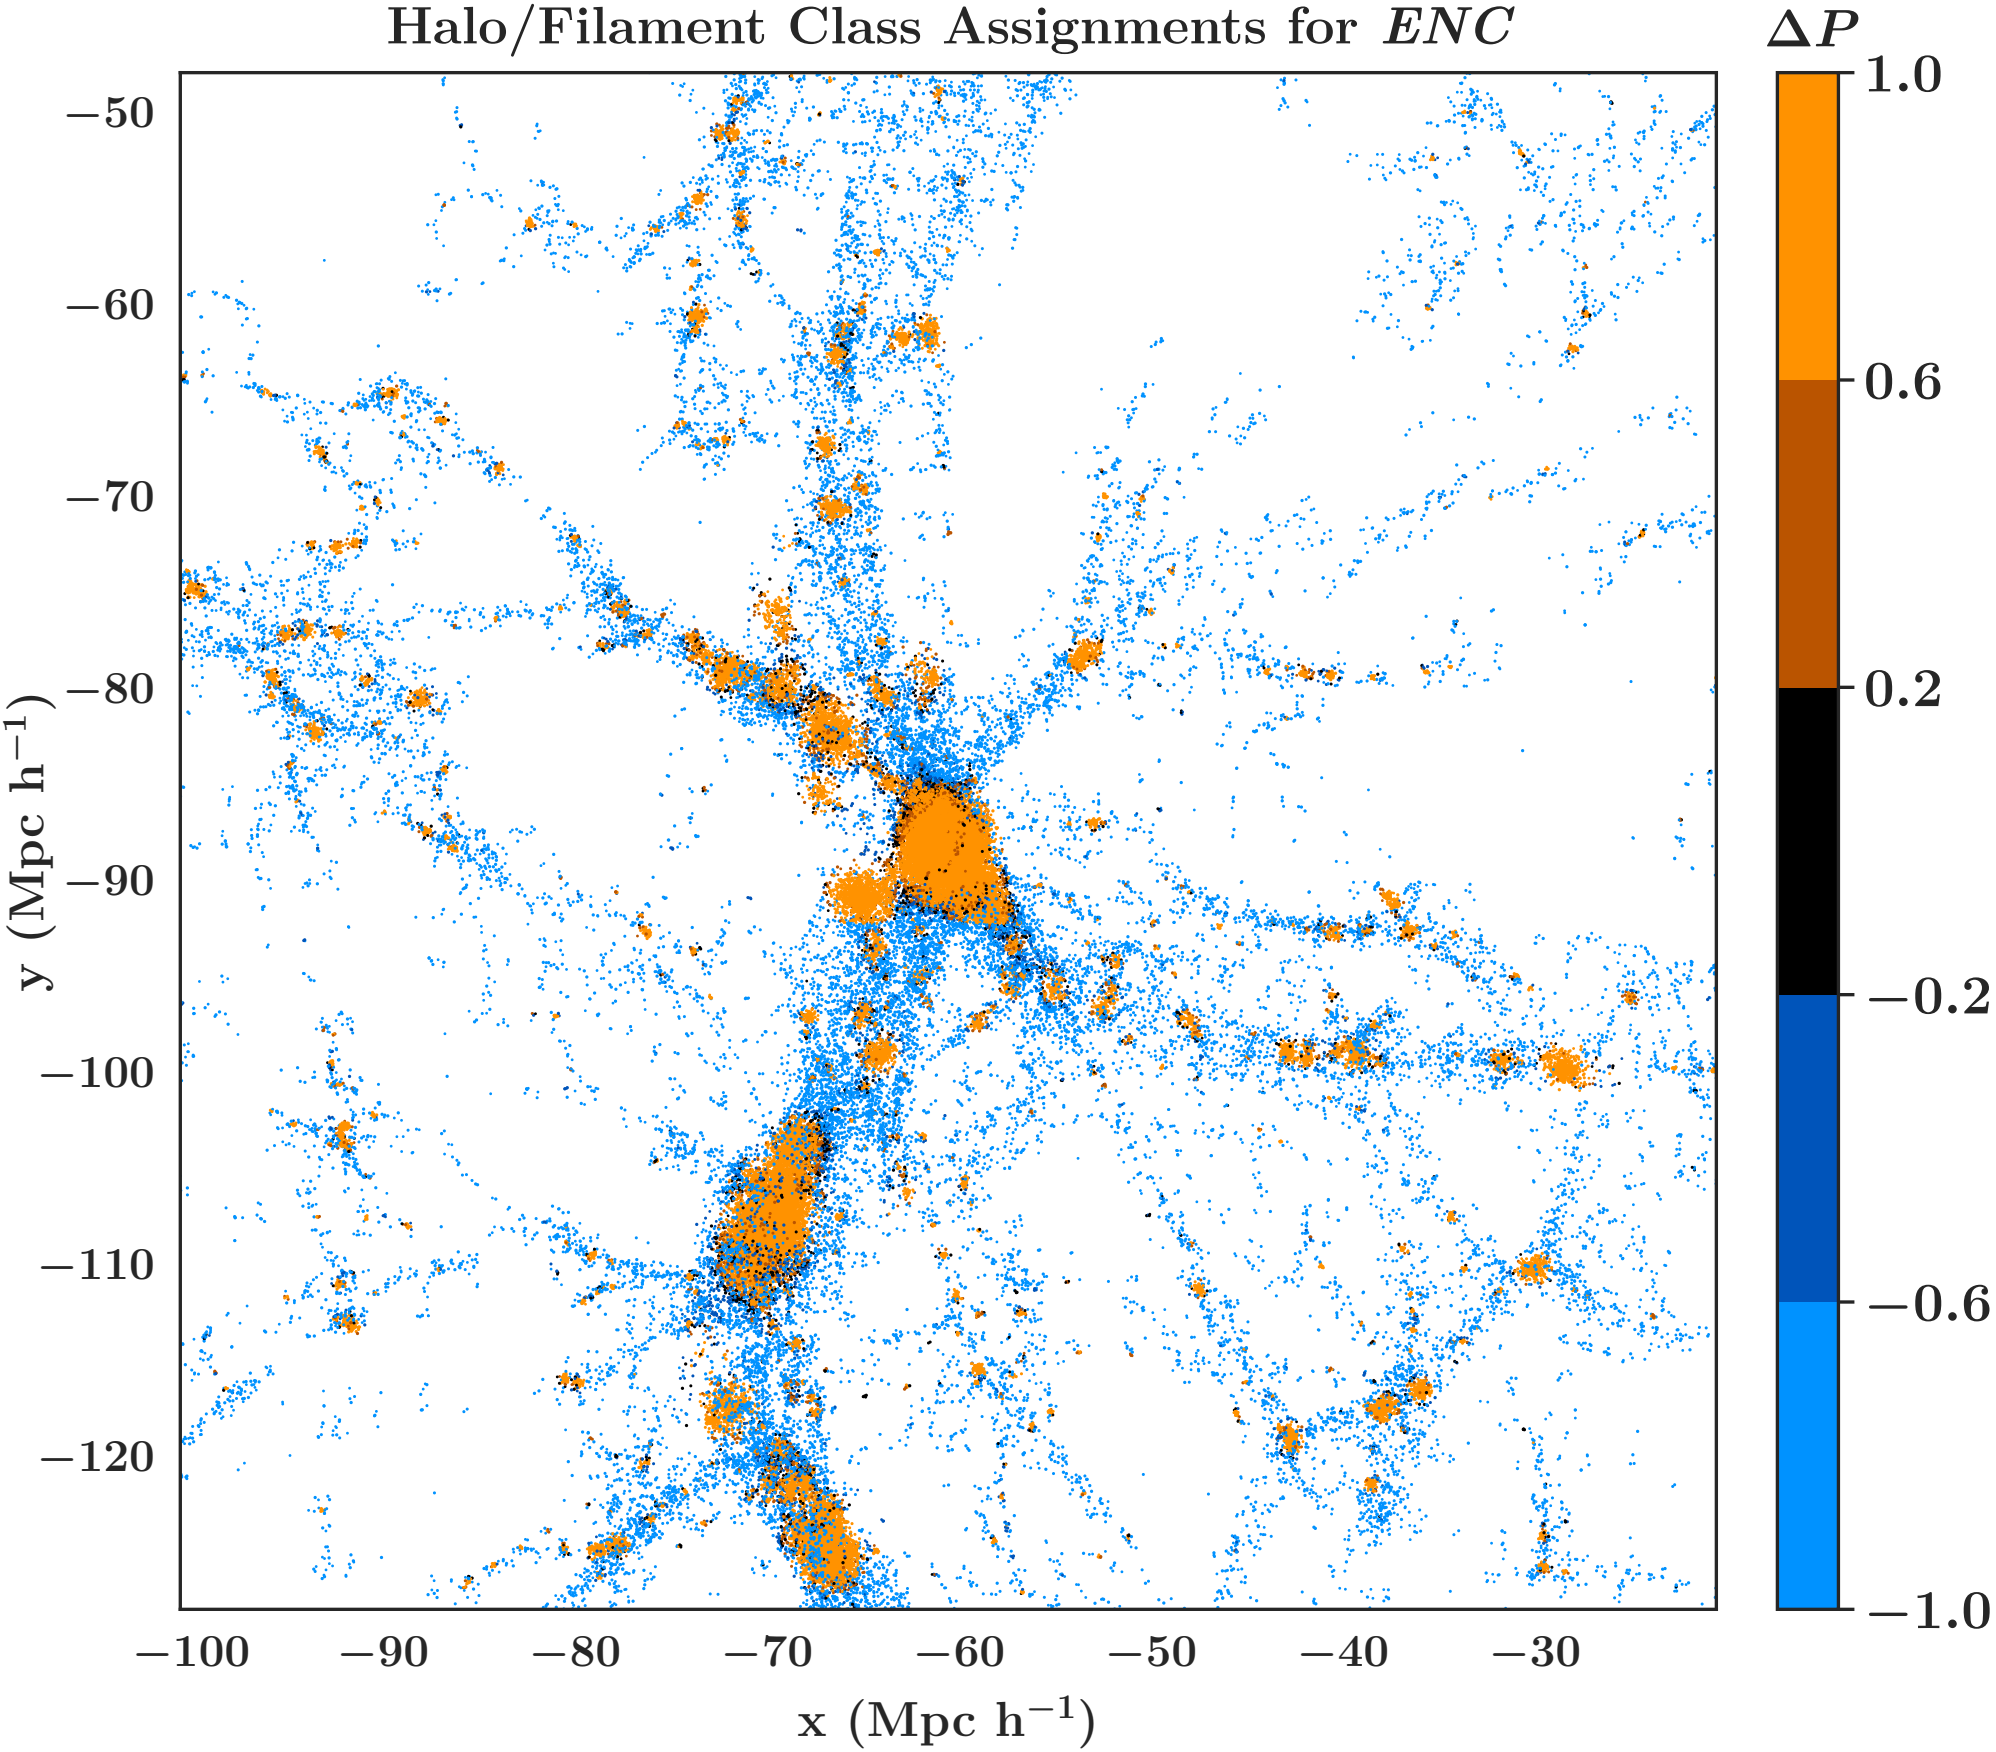 Halo/Filament Class Assignments for ENC
ΔP
1.0
0.6
0.2
−0.2
−0.6
−1.0
−50
−60
−70
−80
−90
−100
−110
−120
y (Mpc h⁻¹)
−100 −90 −80 −70 −60 −50 −40 −30
x (Mpc h⁻¹)